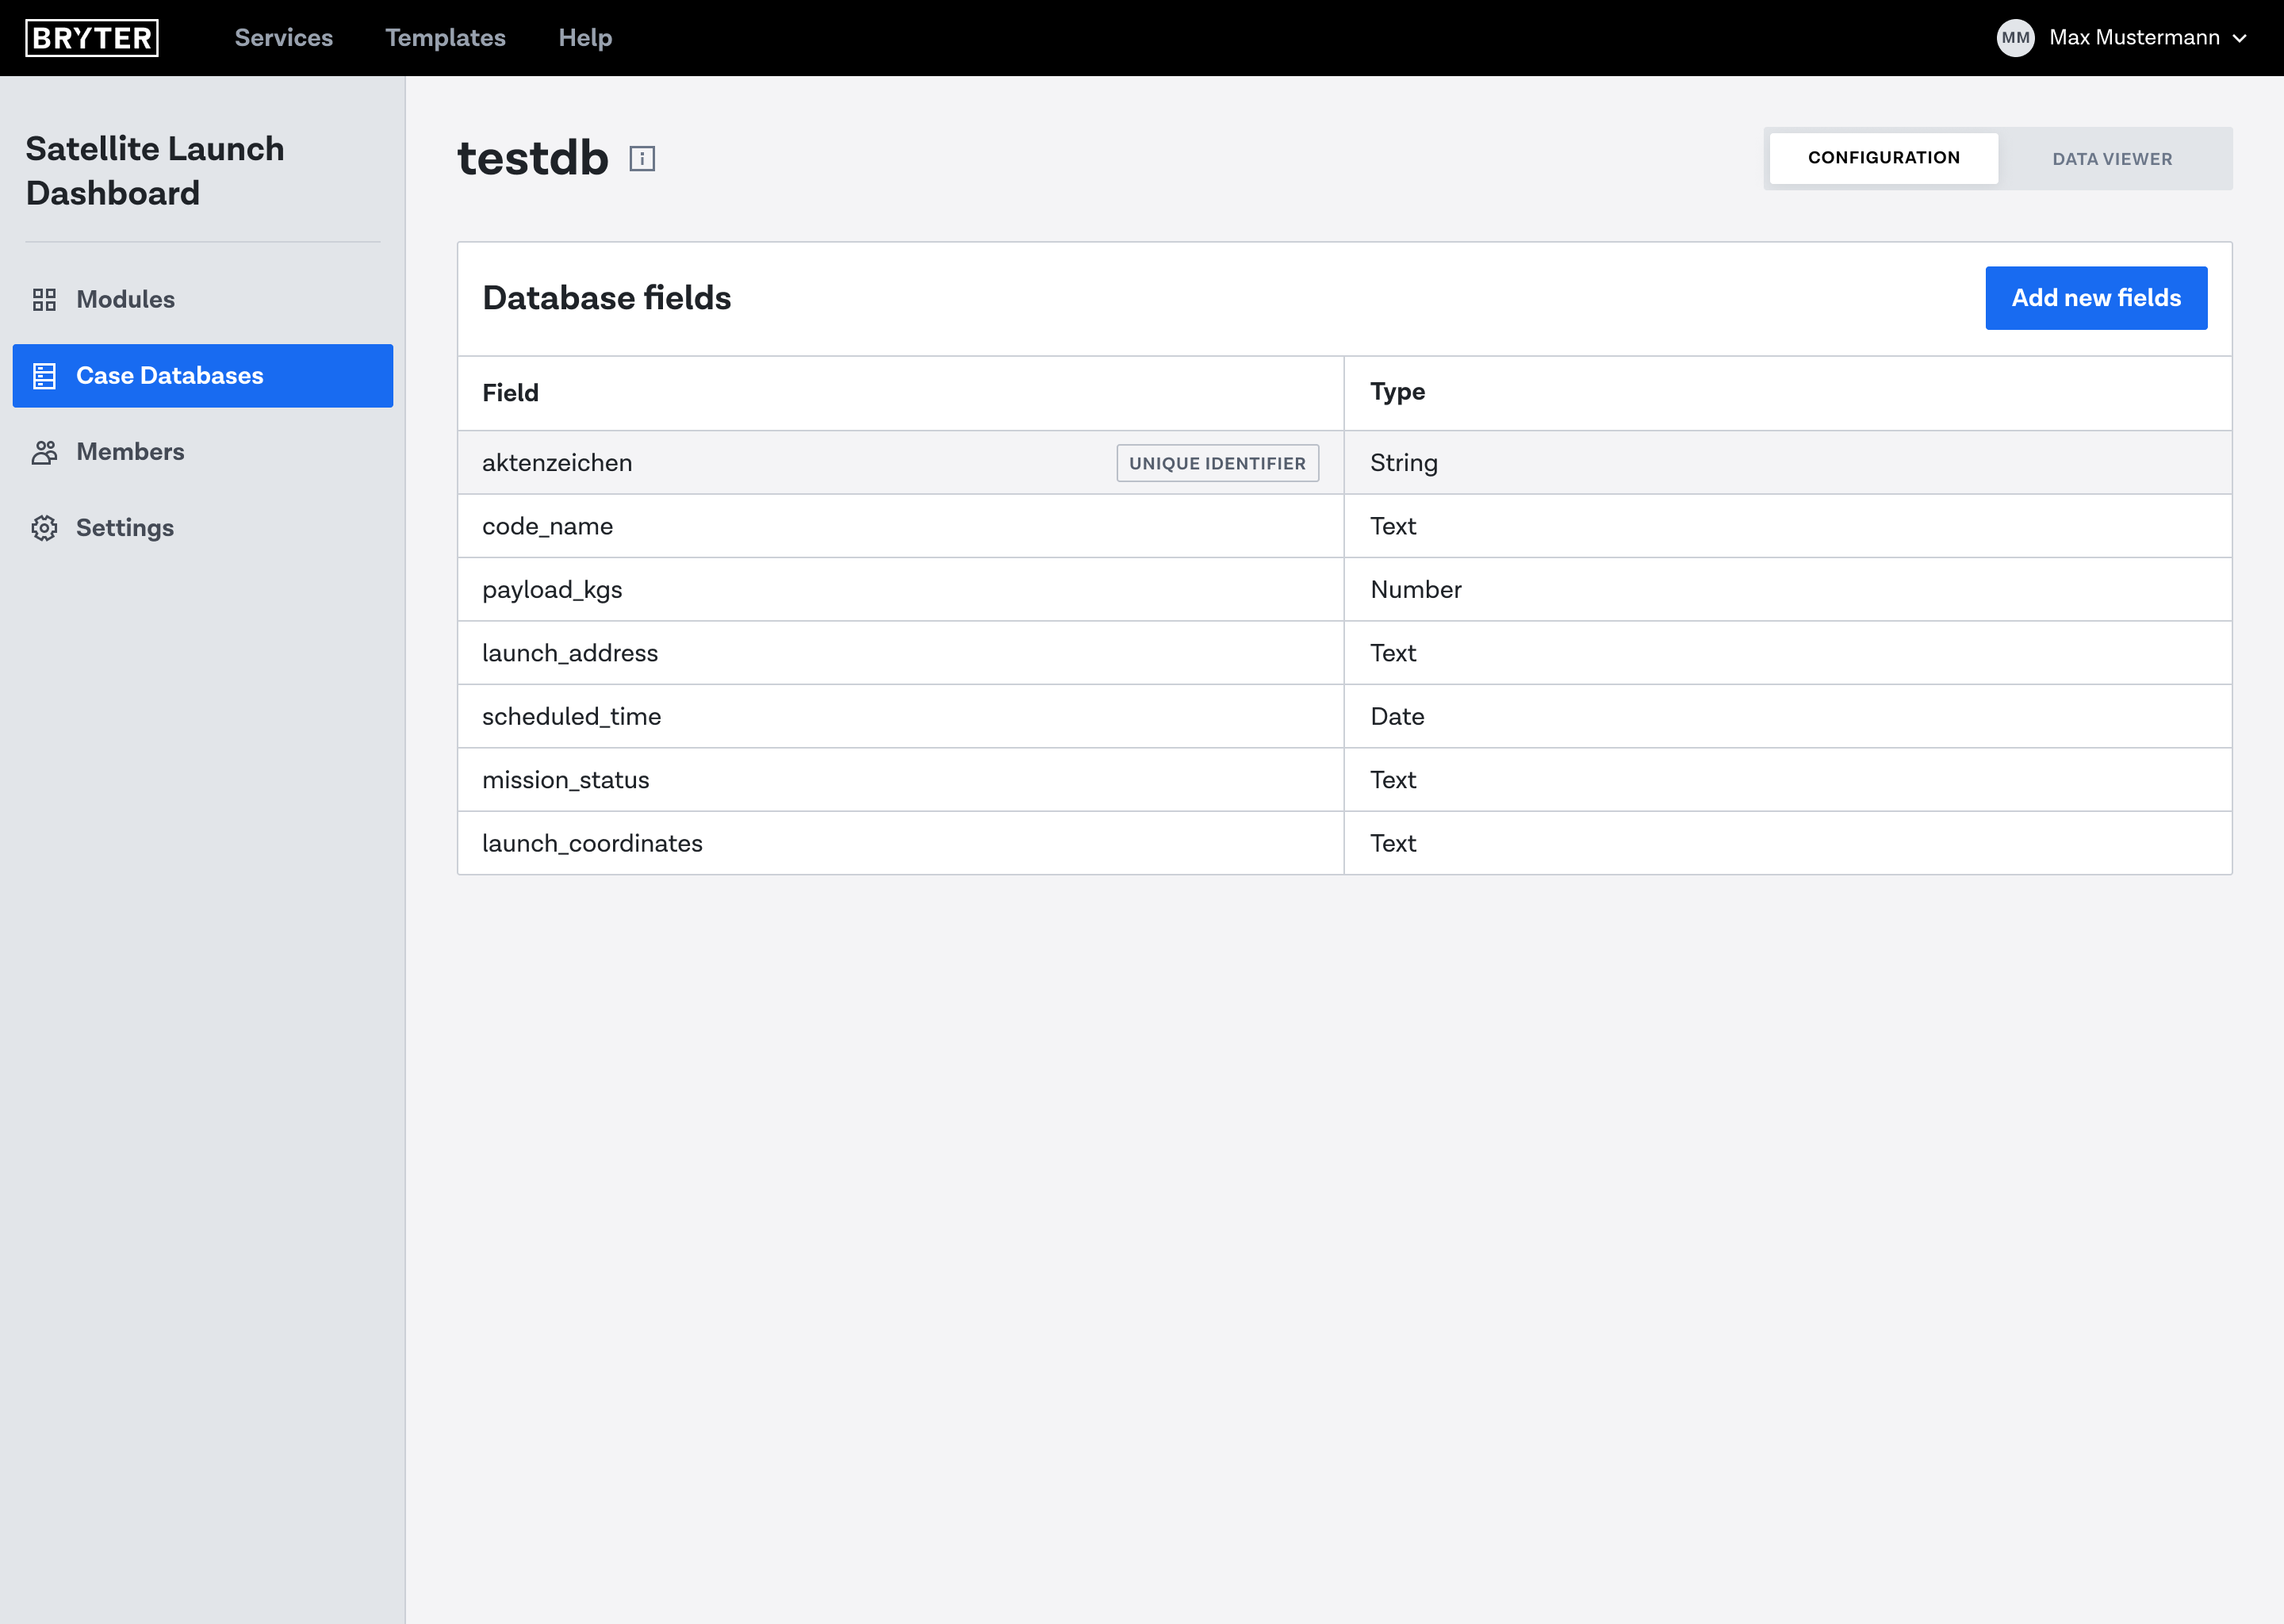 BRYTER
Services Templates Help
MM Max Mustermann
Satellite Launch
Dashboard
Modules
Case Databases
Members
Settings
testdb
CONFIGURATION DATA VIEWER
Database fields
Add new fields
Field Type
aktenzeichen UNIQUE IDENTIFIER String
code_name Text
payload_kgs Number
launch_address Text
scheduled_time Date
mission_status Text
launch_coordinates Text